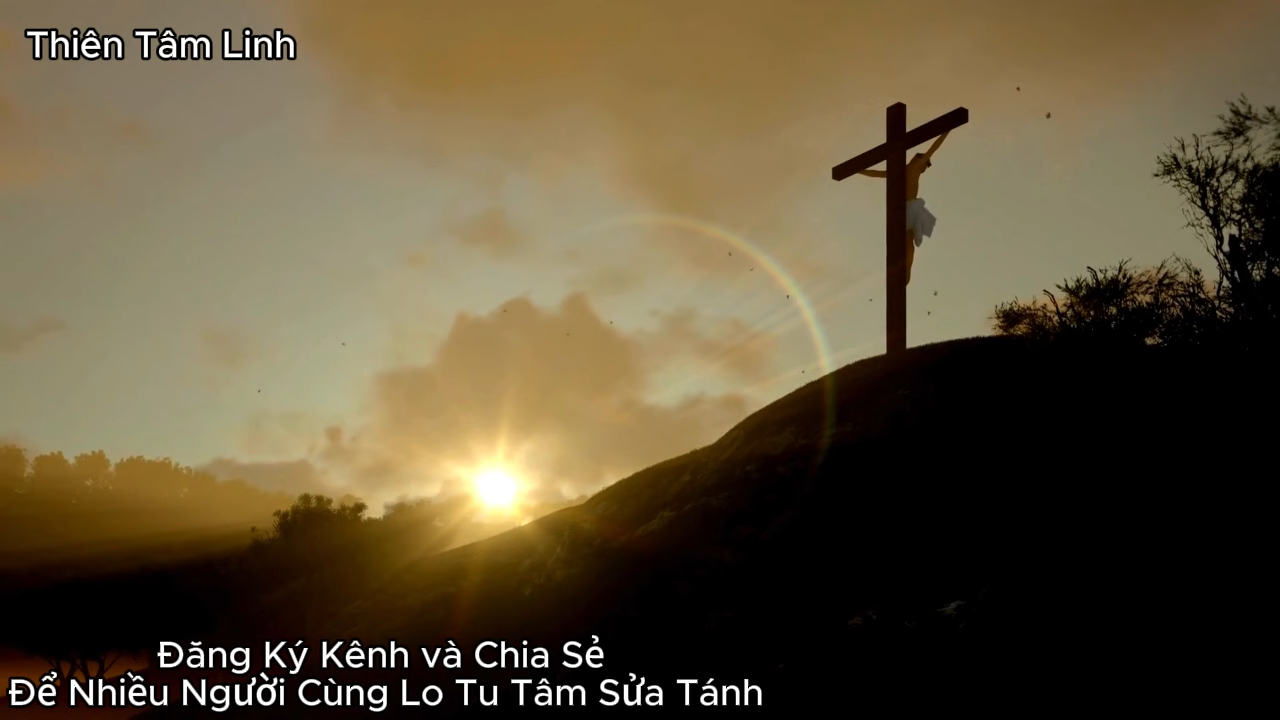 Thiên Tâm Linh
Đăng Ký Kênh và Chia Sẻ
Để Nhiều Người Cùng Lo Tu Tâm Sửa Tánh